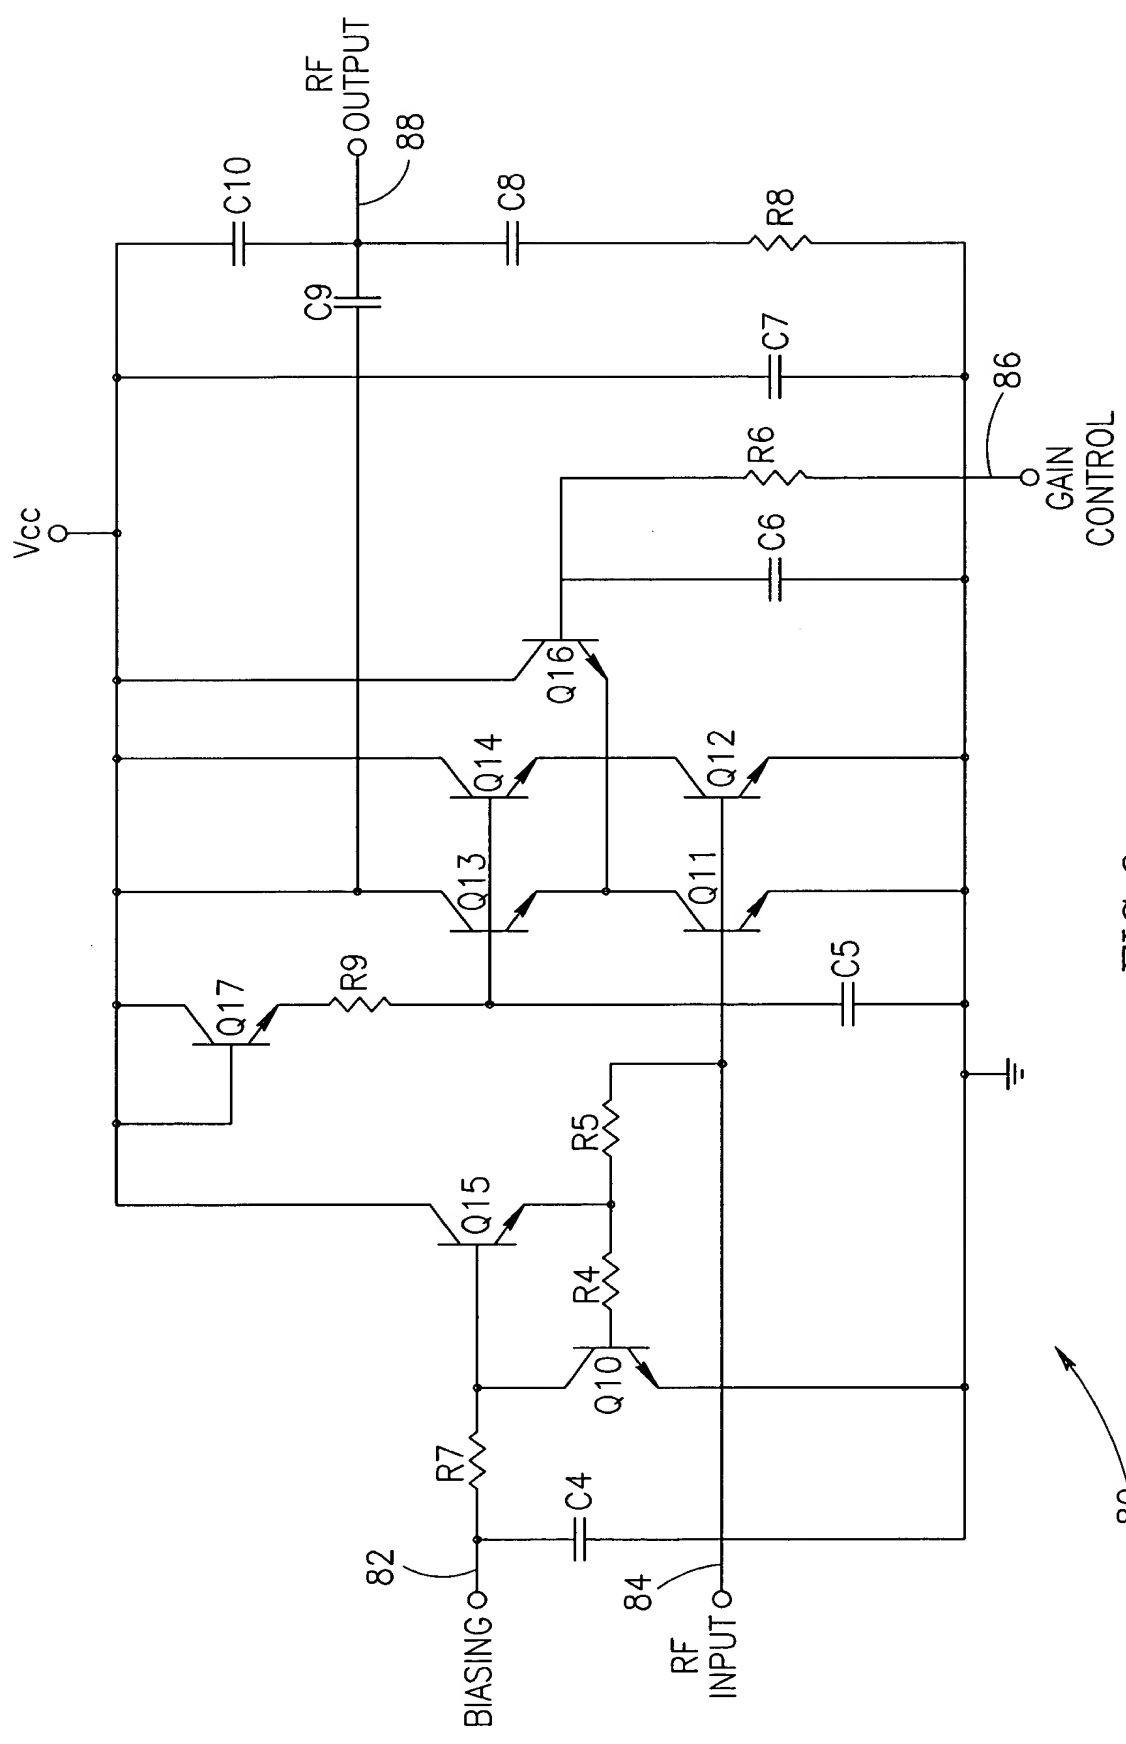 Vcc
C10
Q17
RF
OUTPUT
C9
R9
82
88
R7
Q15
Q13
Q14
BIASING
C8
Q16
C4
R4
R5
Q10
84
RF
INPUT
Q11
Q12
R6
C6
C7
R8
C5
86
GAIN
CONTROL